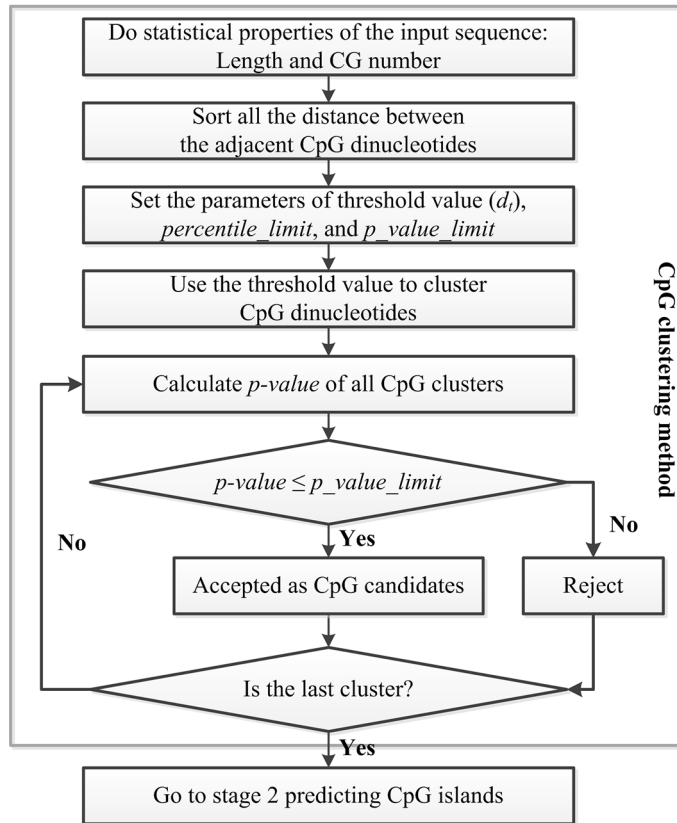 Do statistical properties of the input sequence:
Length and CG number
Sort all the distance between
the adjacent CpG dinucleotides
Set the parameters of threshold value (dt),
percentile_limit, and p_value_limit
Use the threshold value to cluster
CpG dinucleotides
Calculate p-value of all CpG clusters
p-value ≤ p_value_limit
No
Yes
No
Accepted as CpG candidates
Reject
Is the last cluster?
Yes
Go to stage 2 predicting CpG islands
CpG clustering method